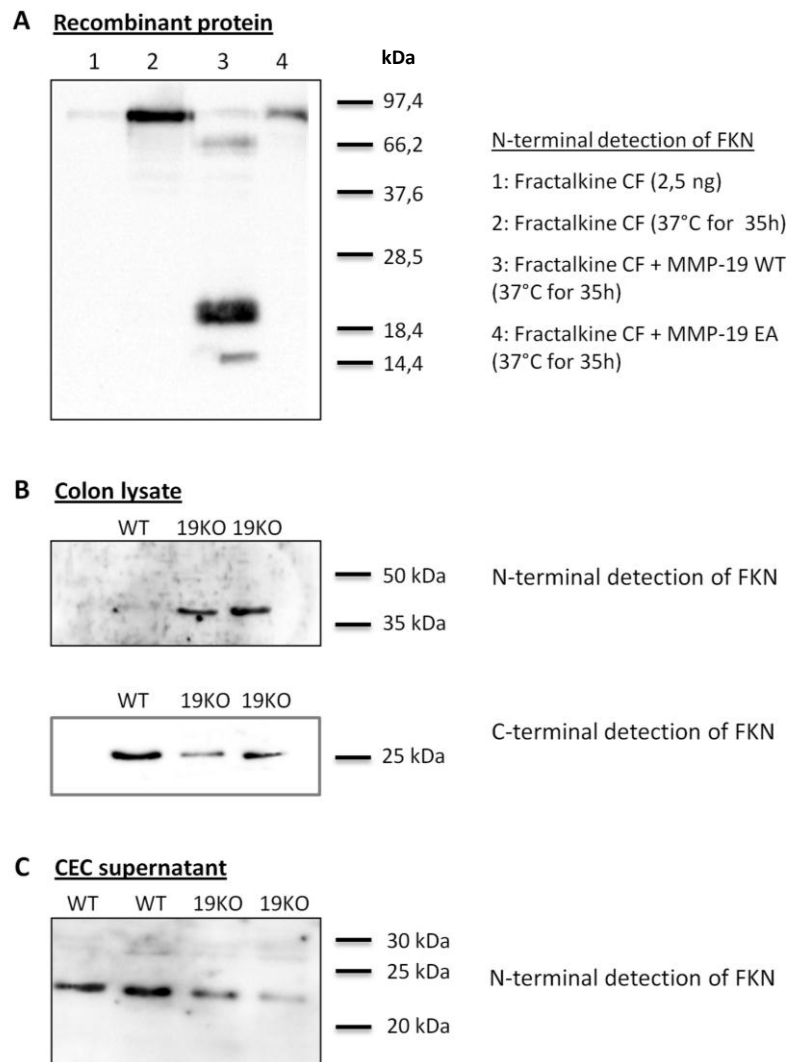 A Recombinant protein
1 2 3 4 kDa
97,4
66,2
37,6
28,5
18,4
14,4
N-terminal detection of FKN
1: Fractalkine CF (2,5 ng)
2: Fractalkine CF (37°C for 35h)
3: Fractalkine CF + MMP-19 WT
(37°C for 35h)
4: Fractalkine CF + MMP-19 EA
(37°C for 35h)
B Colon lysate
WT 19KO 19KO
50 kDa
35 kDa
N-terminal detection of FKN
WT 19KO 19KO
25 kDa
C-terminal detection of FKN
C CEC supernatant
WT WT 19KO 19KO
30 kDa
25 kDa
20 kDa
N-terminal detection of FKN